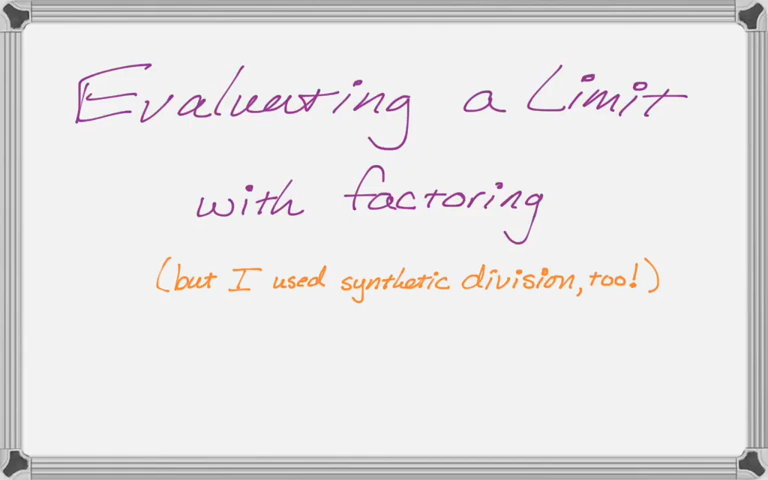 Evaluating a Limit
with factoring
(but I used synthetic division, too!)